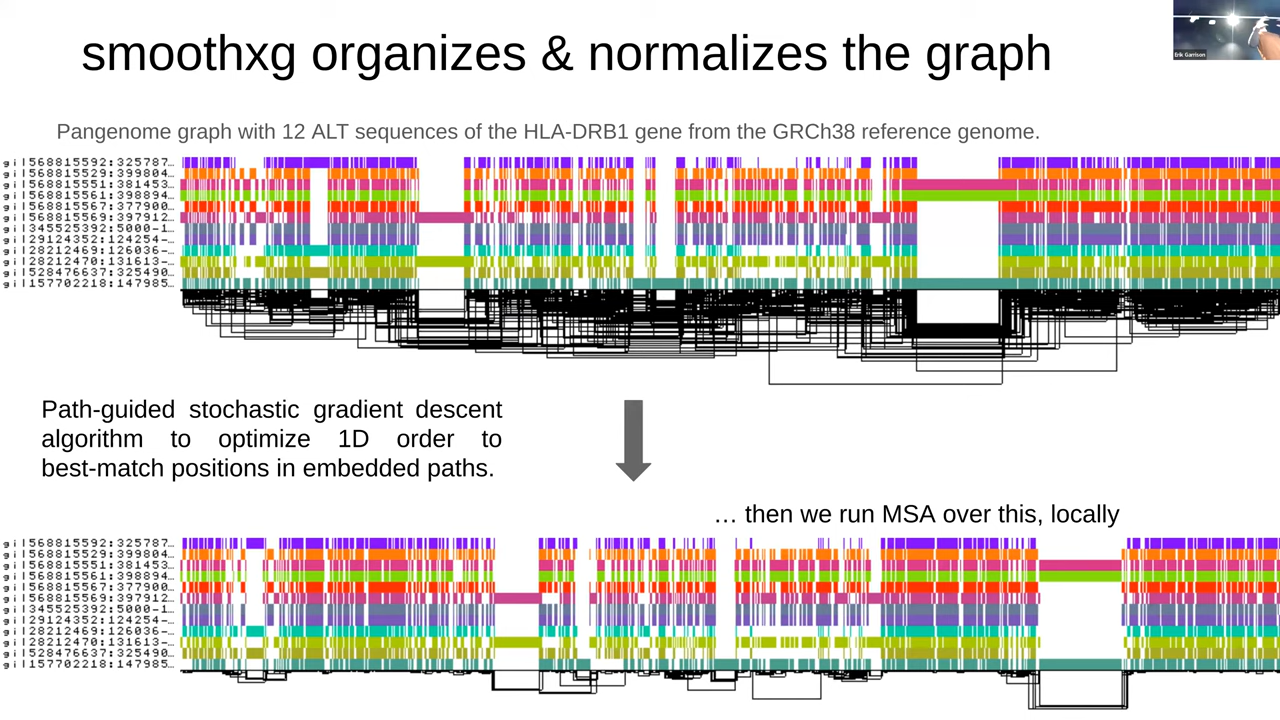 smoothxg organizes & normalizes the graph
Erik Garrison
Pangenome graph with 12 ALT sequences of the HLA-DRB1 gene from the GRCh38 reference genome.
gi|568815592:325787…
gi|568815529:399804…
gi|568815551:381453…
gi|568815561:398894…
gi|568815567:377900…
gi|568815569:397912…
gi|345525392:5000-1…
gi|29124352:124254-…
gi|28212469:126036-…
gi|28212470:131613-…
gi|528476637:325490…
gi|157702218:147985…
Path-guided stochastic gradient descent
algorithm to optimize 1D order to
best-match positions in embedded paths.
… then we run MSA over this, locally
gi|568815592:325787…
gi|568815529:399804…
gi|568815551:381453…
gi|568815561:398894…
gi|568815567:377900…
gi|568815569:397912…
gi|345525392:5000-1…
gi|29124352:124254-…
gi|28212469:126036-…
gi|28212470:131613-…
gi|528476637:325490…
gi|157702218:147985…